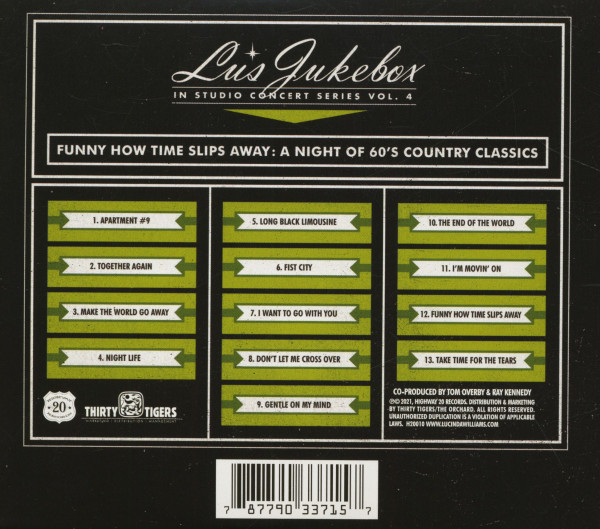 Lu's Jukebox
IN STUDIO CONCERT SERIES VOL. 4
FUNNY HOW TIME SLIPS AWAY: A NIGHT OF 60'S COUNTRY CLASSICS
1. APARTMENT #9
2. TOGETHER AGAIN
3. MAKE THE WORLD GO AWAY
4. NIGHT LIFE
20
THIRTY TIGERS
5. LONG BLACK LIMOUSINE
6. FIST CITY
7. I WANT TO GO WITH YOU
8. DON'T LET ME CROSS OVER
9. GENTLE ON MY MIND
10. THE END OF THE WORLD
11. I'M MOVIN' ON
12. FUNNY HOW TIME SLIPS AWAY
13. TAKE TIME FOR THE TEARS
CO-PRODUCED BY TOM OVERBY & RAY KENNEDY
℗© 2021, HIGHWAY 20 RECORDS. DISTRIBUTION & MARKETING
BY THIRTY TIGERS/THE ORCHARD. ALL RIGHTS RESERVED.
UNAUTHORIZED DUPLICATION IS A VIOLATION OF APPLICABLE
LAWS. H20010 WWW.LUCINDAWILLIAMS.COM
7 87790 33715 7